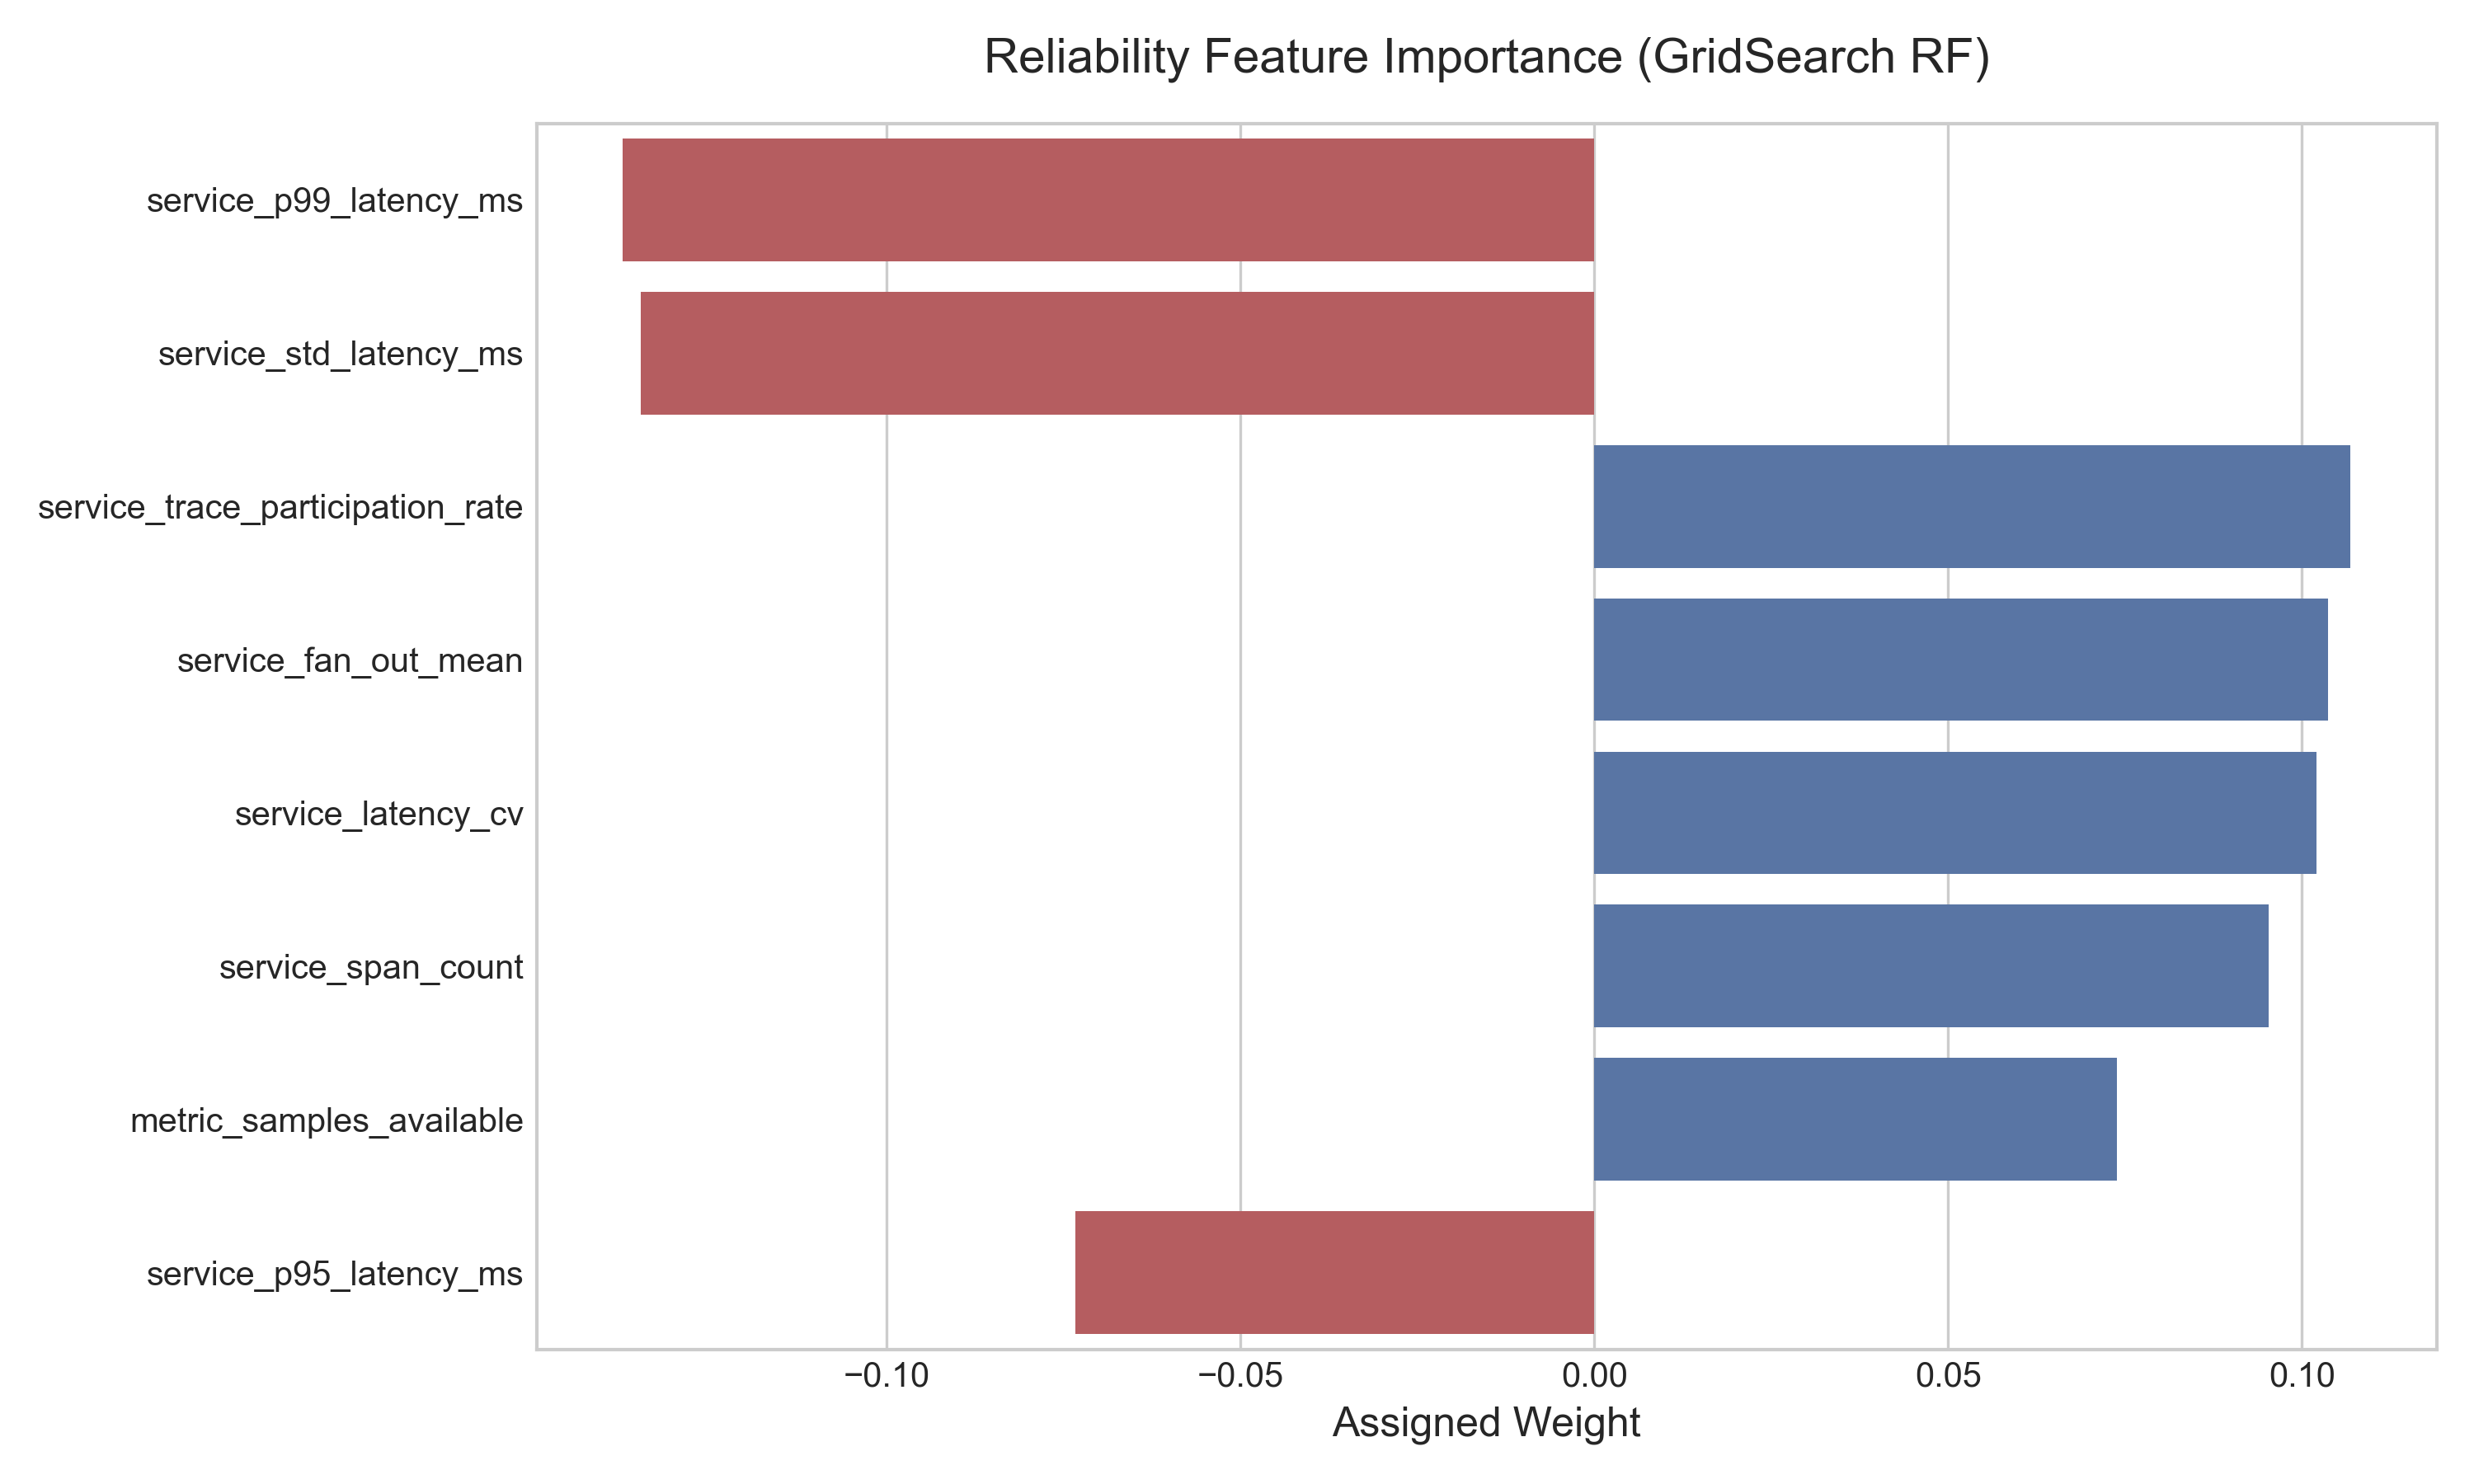 Reliability Feature Importance (GridSearch RF)
service_p99_latency_ms
service_std_latency_ms
service_trace_participation_rate
service_fan_out_mean
service_latency_cv
service_span_count
metric_samples_available
service_p95_latency_ms
−0.10 −0.05 0.00 0.05 0.10
Assigned Weight